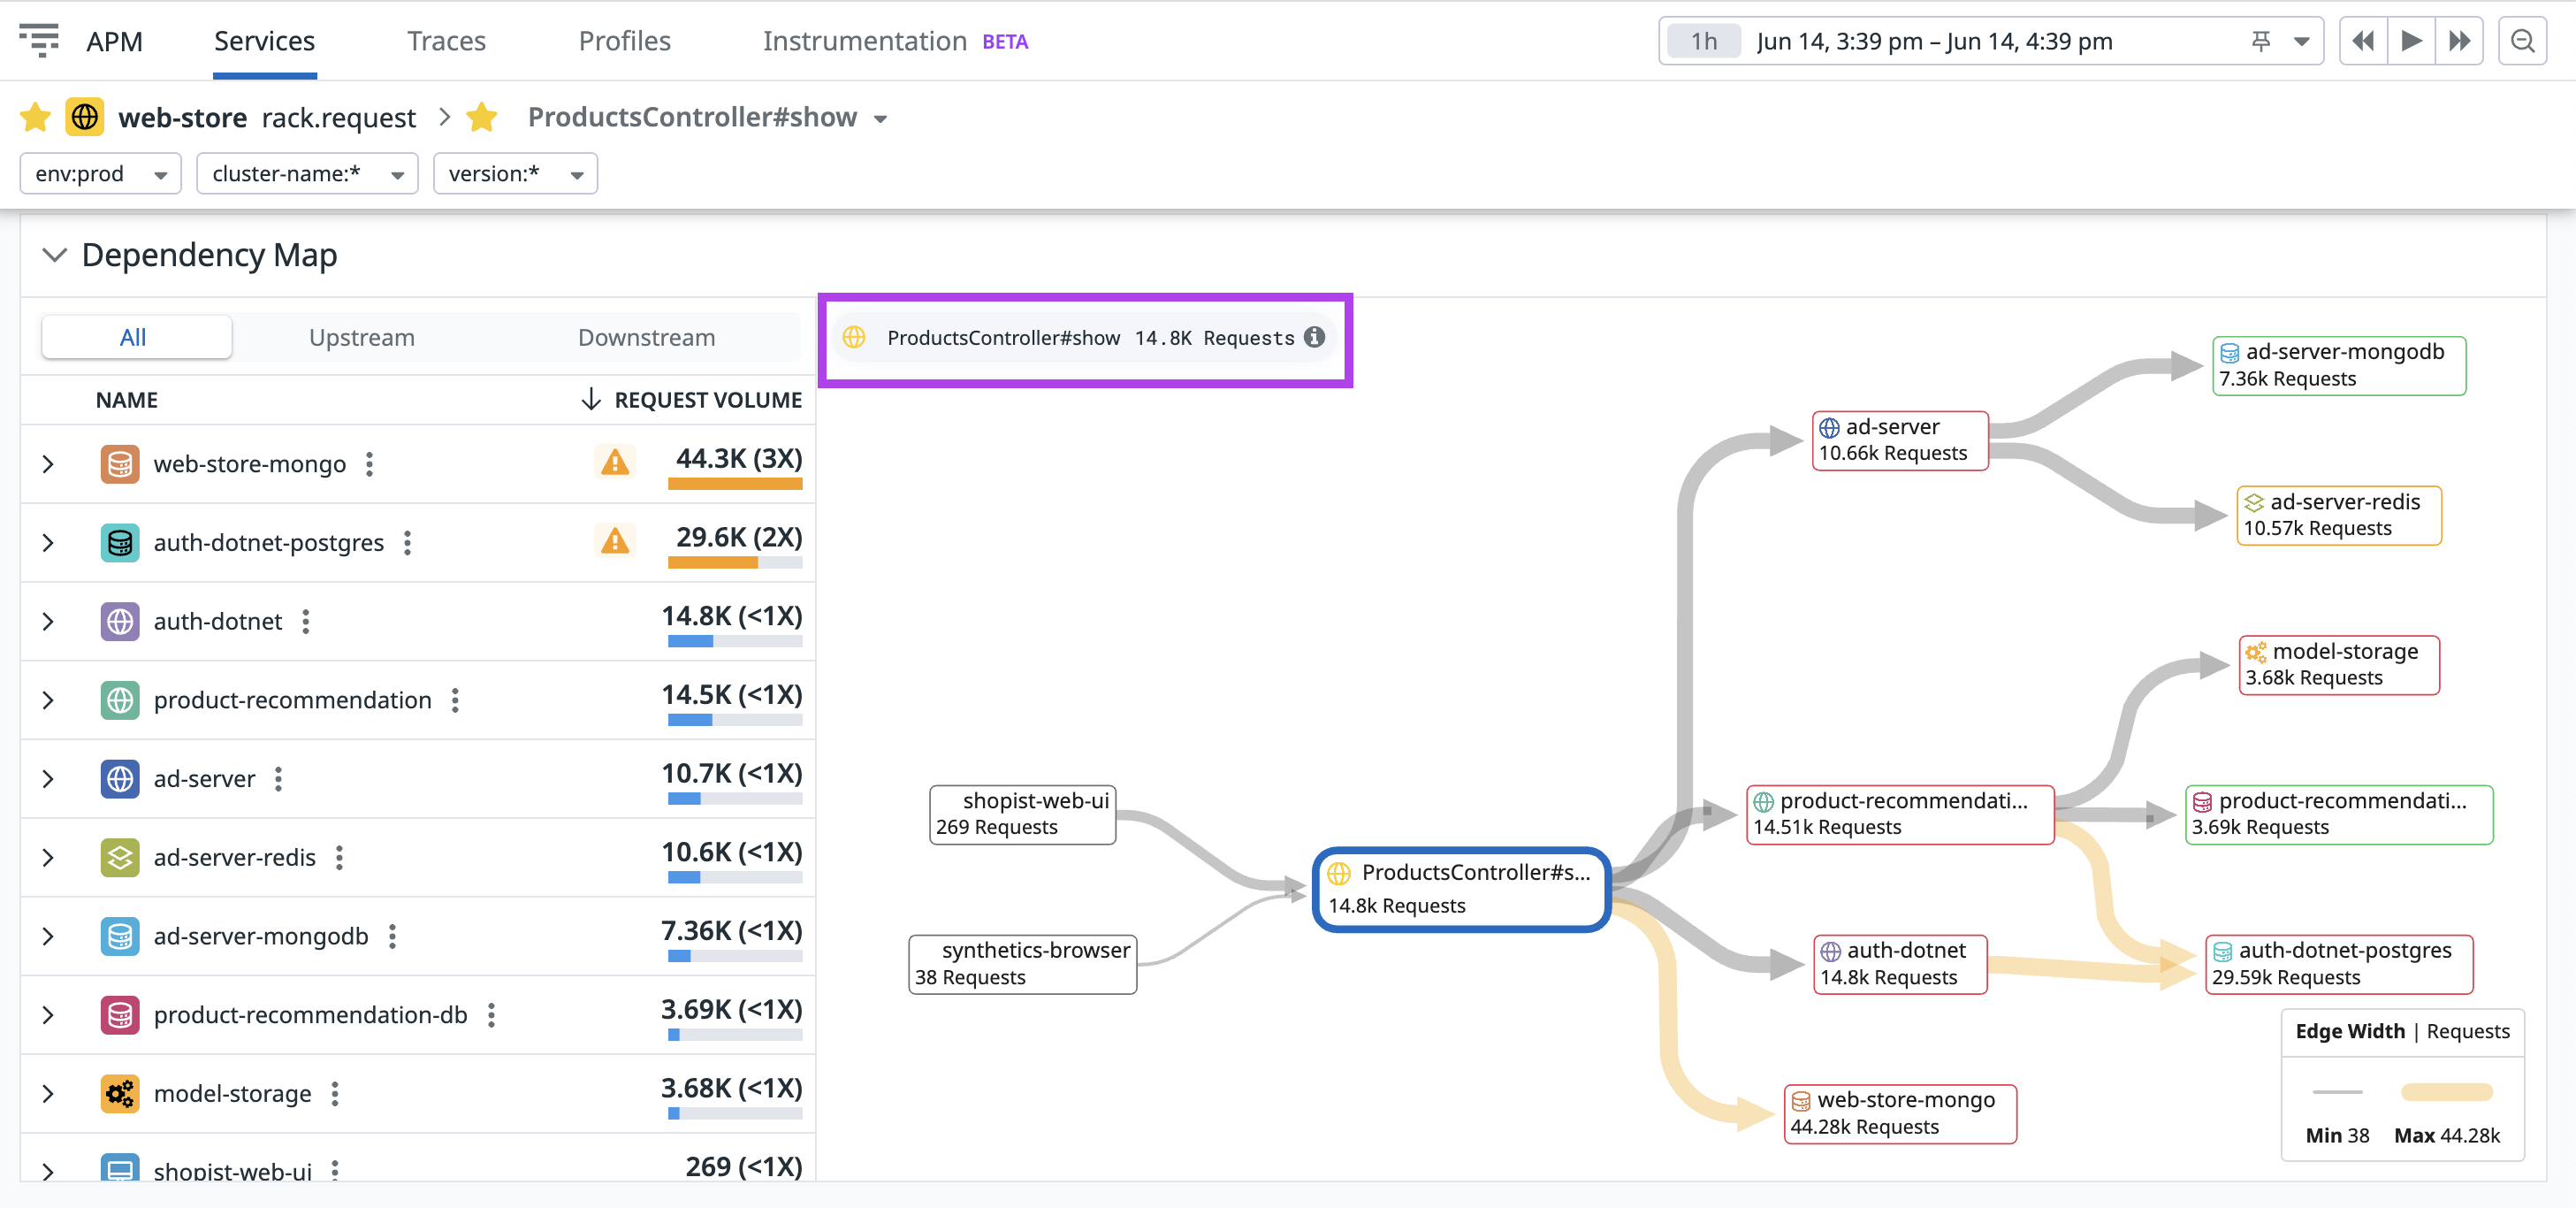 APM Services Traces Profiles Instrumentation BETA 1h Jun 14, 3:39 pm – Jun 14, 4:39 pm
web-store rack.request > ProductsController#show
env:prod cluster-name:* version:*
Dependency Map
All Upstream Downstream
NAME REQUEST VOLUME
web-store-mongo 44.3K (3X)
auth-dotnet-postgres 29.6K (2X)
auth-dotnet 14.8K (<1X)
product-recommendation 14.5K (<1X)
ad-server 10.7K (<1X)
ad-server-redis 10.6K (<1X)
ad-server-mongodb 7.36K (<1X)
product-recommendation-db 3.69K (<1X)
model-storage 3.68K (<1X)
shopist-web-ui 269 (<1X)
ProductsController#show 14.8K Requests
shopist-web-ui
269 Requests
synthetics-browser
38 Requests
ProductsController#s...
14.8k Requests
ad-server
10.66k Requests
product-recommendati...
14.51k Requests
auth-dotnet
14.8k Requests
web-store-mongo
44.28k Requests
ad-server-mongodb
7.36k Requests
ad-server-redis
10.57k Requests
model-storage
3.68k Requests
product-recommendati...
3.69k Requests
auth-dotnet-postgres
29.59k Requests
Edge Width | Requests
Min 38 Max 44.28k